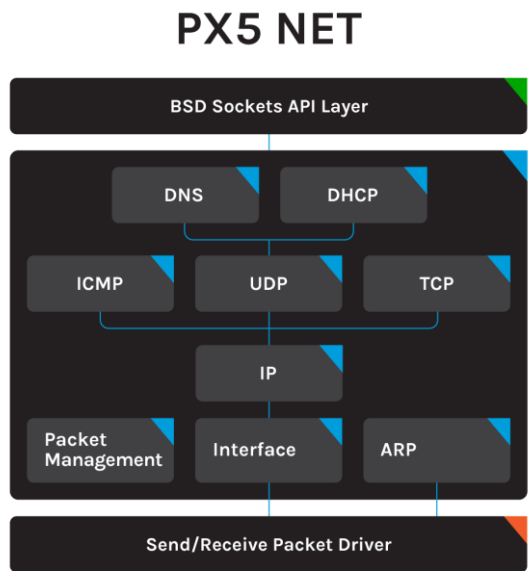 PX5 NET
BSD Sockets API Layer
DNS
DHCP
ICMP
UDP
TCP
IP
Packet
Management
Interface
ARP
Send/Receive Packet Driver